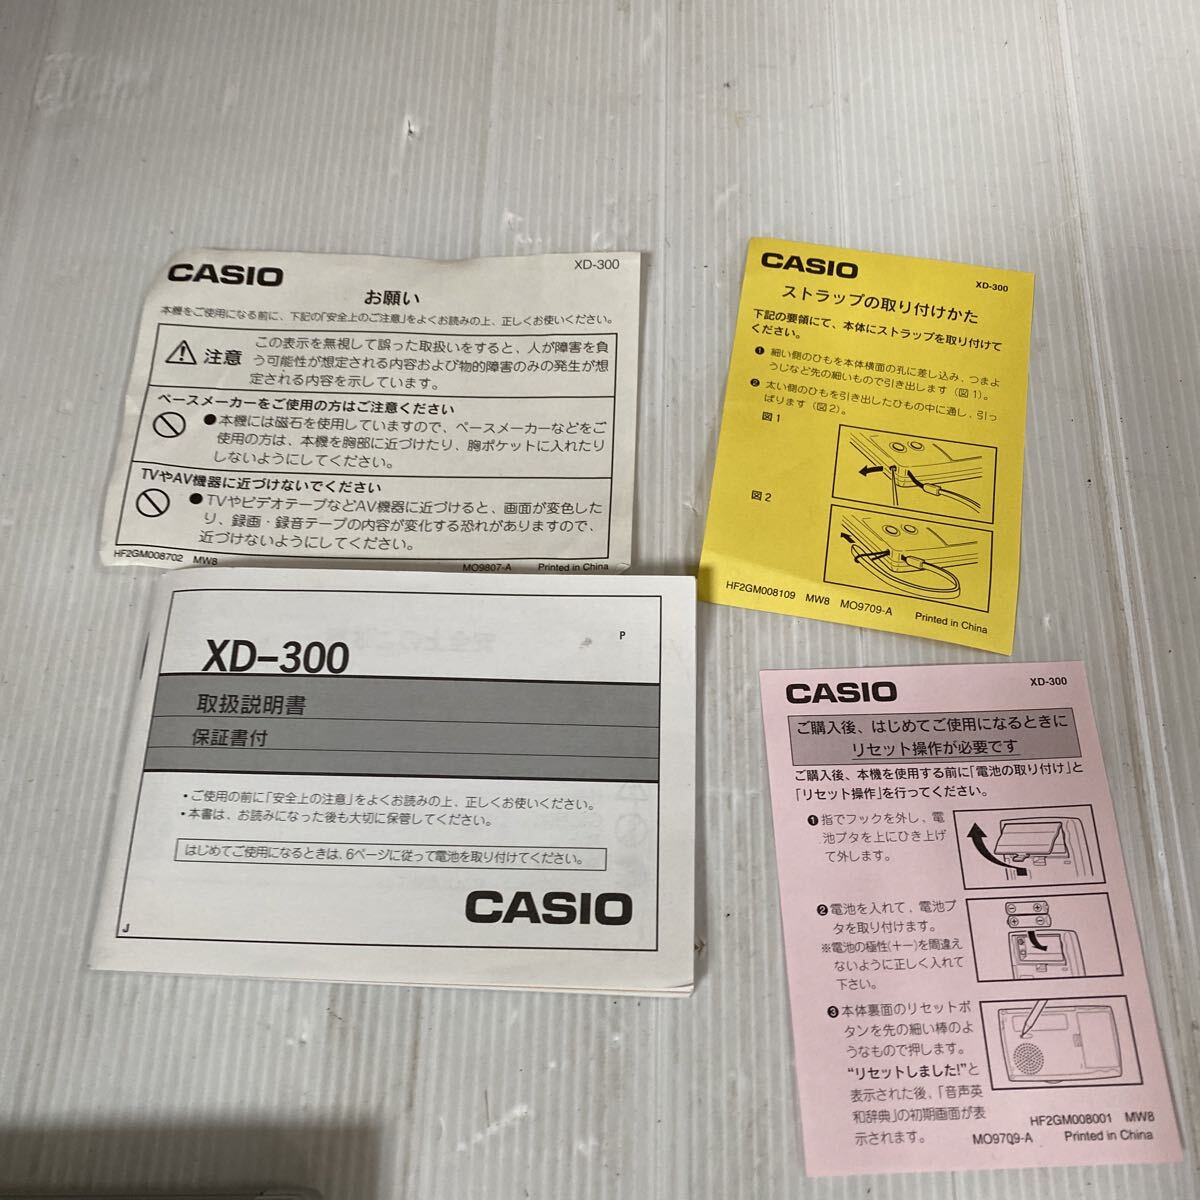 CASIO
XD-300
お願い
本機をご使用になる前に、下記の「安全上のご注意」をよくお読みの上、正しくお使いください。
注意
この表示を無視して誤った取扱いをすると、人が障害を負
う可能性が想定される内容および物的障害のみの発生が想
定される内容を示しています。
ペースメーカーをご使用の方はご注意ください
●本機には磁石を使用していますので、ペースメーカーなどをご
使用の方は、本機を胸部に近づけたり、胸ポケットに入れたり
しないようにしてください。
TVやAV機器に近づけないでください
●TVやビデオテープなどAV機器に近づけると、画面が変色した
り、録画・録音テープの内容が変化する恐れがありますので、
近づけないようにしてください。
HF2GM008702 MW8
MO9807-A Printed in China
CASIO
XD-300
ストラップの取り付けかた
下記の要領にて、本体にストラップを取り付けて
ください。
❶ 細い側のひもを本体横面の孔に差し込み、つまよ
うじなど先の細いもので引き出します（図1）。
❷ 太い側のひもを引き出したひもの中に通し、引っ
ぱります（図2）。
図1
図2
HF2GM008109 MW8 MO9709-A Printed in China
P
XD-300
取扱説明書
保証書付
・ご使用の前に「安全上の注意」をよくお読みの上、正しくお使いください。
・本書は、お読みになった後も大切に保管してください。
はじめてご使用になるときは、6ページに従って電池を取り付けてください。
CASIO
J
CASIO
XD-300
ご購入後、はじめてご使用になるときに
リセット操作が必要です
ご購入後、本機を使用する前に「電池の取り付け」と
「リセット操作」を行ってください。
❶指でフックを外し、電
池ブタを上にひき上げ
て外します。
❷電池を入れて、電池ブ
タを取り付けます。
※電池の極性(+−)を間違え
ないように正しく入れて
下さい。
❸本体裏面のリセットボ
タンを先の細い棒のよ
うなもので押します。
“リセットしました!”と
表示された後、「音声英
和辞典」の初期画面が表
示されます。
HF2GM008001 MW8
MO9709-A Printed in China